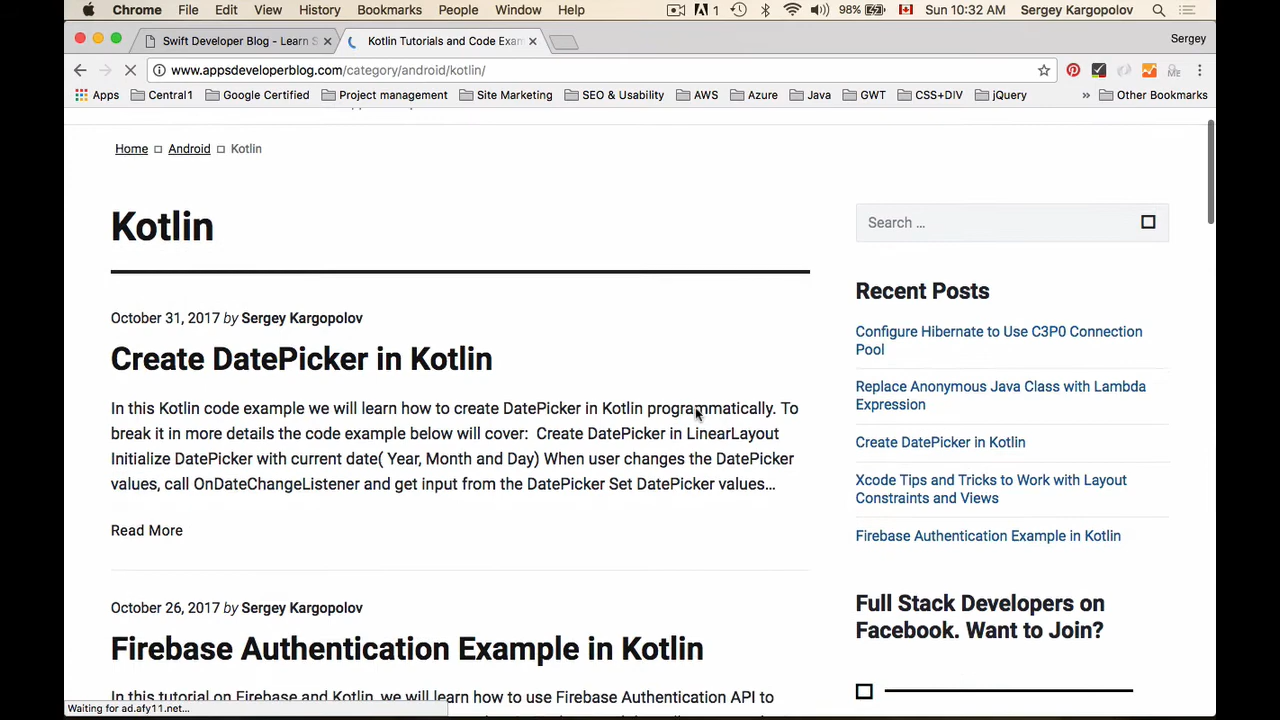 Chrome File Edit View History Bookmarks People Window Help 1 98% Sun 10:32 AM Sergey Kargopolov
Swift Developer Blog - Learn S Kotlin Tutorials and Code Exam Sergey
www.appsdeveloperblog.com/category/android/kotlin/
Apps Central1 Google Certified Project management Site Marketing SEO & Usability AWS Azure Java GWT CSS+DIV jQuery » Other Bookmarks
Home Android Kotlin
Kotlin
October 31, 2017 by Sergey Kargopolov
Create DatePicker in Kotlin
In this Kotlin code example we will learn how to create DatePicker in Kotlin programmatically. To
break it in more details the code example below will cover: Create DatePicker in LinearLayout
Initialize DatePicker with current date( Year, Month and Day) When user changes the DatePicker
values, call OnDateChangeListener and get input from the DatePicker Set DatePicker values...
Read More
October 26, 2017 by Sergey Kargopolov
Firebase Authentication Example in Kotlin
In this tutorial on Firebase and Kotlin, we will learn how to use Firebase Authentication API to
Search ...
Recent Posts
Configure Hibernate to Use C3P0 Connection
Pool
Replace Anonymous Java Class with Lambda
Expression
Create DatePicker in Kotlin
Xcode Tips and Tricks to Work with Layout
Constraints and Views
Firebase Authentication Example in Kotlin
Full Stack Developers on
Facebook. Want to Join?
Waiting for ad.afy11.net...